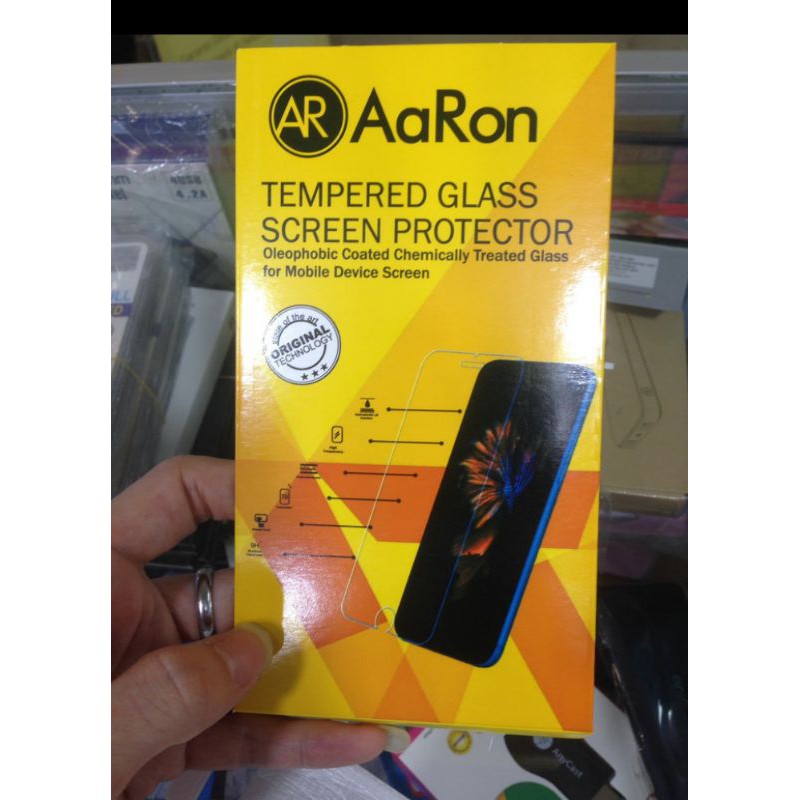 AR AaRon
TEMPERED GLASS
SCREEN PROTECTOR
Oleophobic Coated Chemically Treated Glass
for Mobile Device Screen
of the art
ORIGINAL
TECHNOLOGY
AnyCast